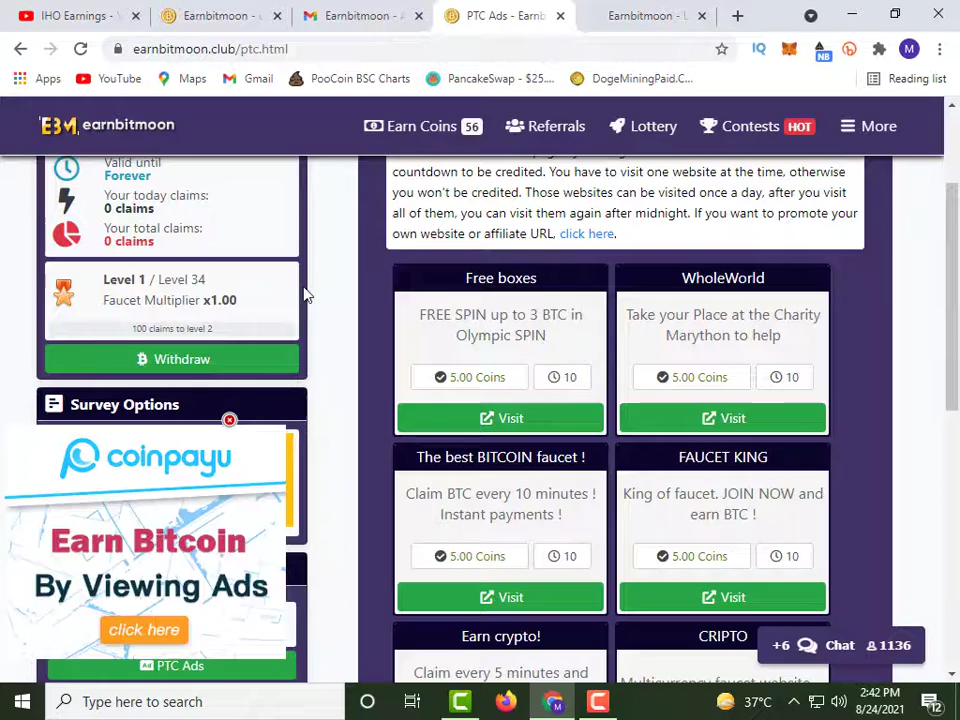 IHO Earnings - Y
Earnbitmoon - c
Earnbitmoon - A
PTC Ads - Earnb
Earnbitmoon - L
earnbitmoon.club/ptc.html
IQ
NB
M
Apps
YouTube
Maps
Gmail
PooCoin BSC Charts
PancakeSwap - $25....
DogeMiningPaid.C...
Reading list
EBM earnbitmoon
Earn Coins 56
Referrals
Lottery
Contests HOT
More
Valid until
Forever
Your today claims:
0 claims
Your total claims:
0 claims
Level 1 / Level 34
Faucet Multiplier x1.00
100 claims to level 2
Withdraw
Survey Options
coinpayu
Earn Bitcoin
By Viewing Ads
click here
Ad PTC Ads
countdown to be credited. You have to visit one website at the time, otherwise
you won't be credited. Those websites can be visited once a day, after you visit
all of them, you can visit them again after midnight. If you want to promote your
own website or affiliate URL, click here.
Free boxes
FREE SPIN up to 3 BTC in
Olympic SPIN
5.00 Coins
10
Visit
WholeWorld
Take your Place at the Charity
Marython to help
5.00 Coins
10
Visit
The best BITCOIN faucet !
Claim BTC every 10 minutes !
Instant payments !
5.00 Coins
10
Visit
FAUCET KING
King of faucet. JOIN NOW and
earn BTC !
5.00 Coins
10
Visit
Earn crypto!
Claim every 5 minutes and
CRIPTO
Multicurrency faucet website
+6 Chat 1136
Type here to search
37°C
2:42 PM
8/24/2021
12